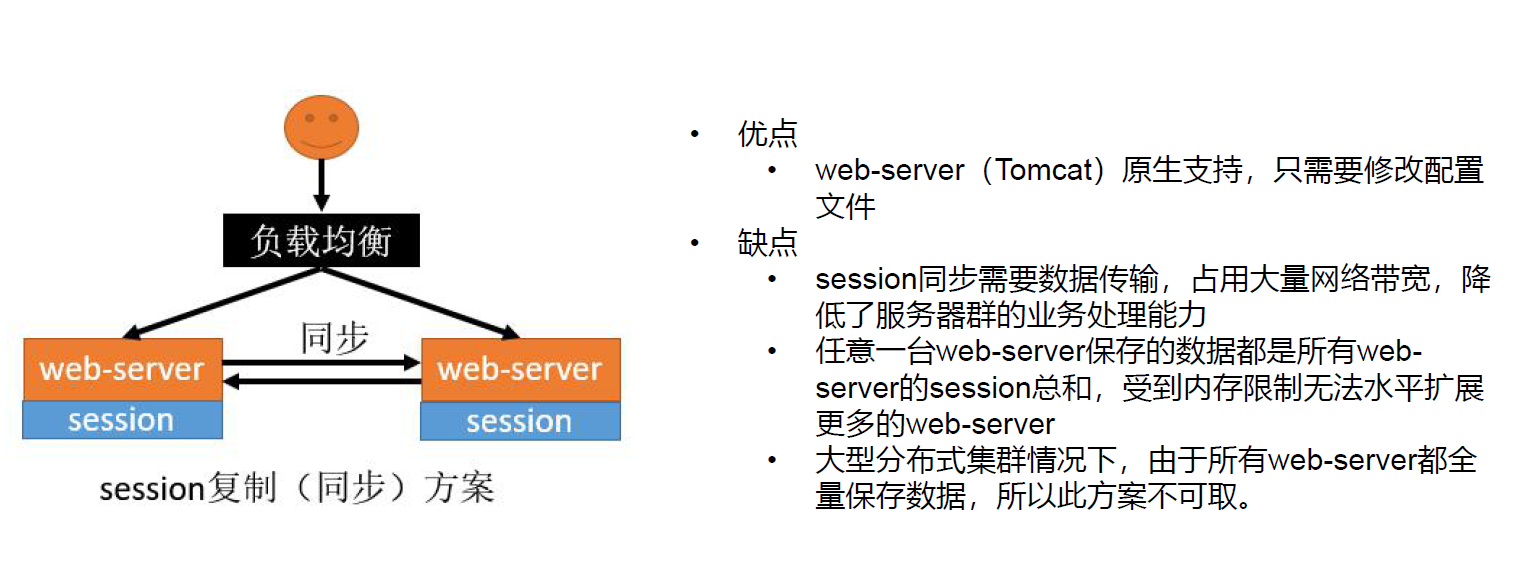 负载均衡
同步
web-server
web-server
session
session
session复制（同步）方案
• 优点
• web-server（Tomcat）原生支持，只需要修改配置
文件
• 缺点
• session同步需要数据传输，占用大量网络带宽，降
低了服务器群的业务处理能力
• 任意一台web-server保存的数据都是所有web-
server的session总和，受到内存限制无法水平扩展
更多的web-server
• 大型分布式集群情况下，由于所有web-server都全
量保存数据，所以此方案不可取。